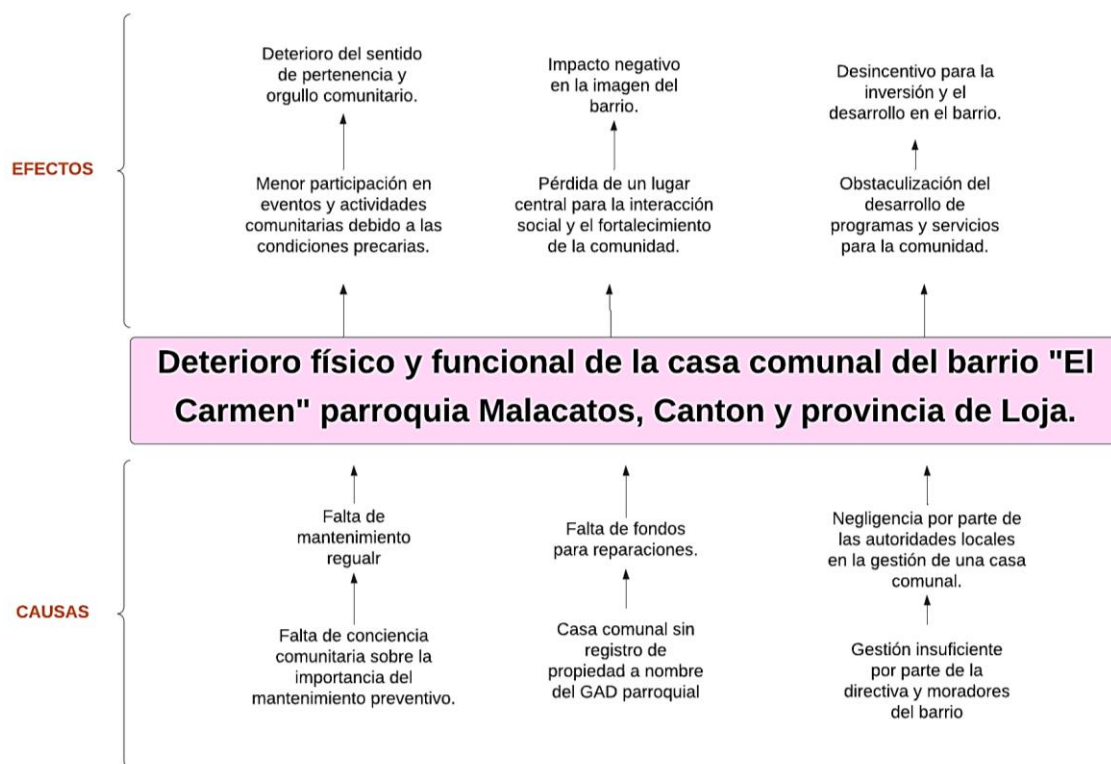 Deterioro del sentido
de pertenencia y
orgullo comunitario.
Impacto negativo
en la imagen del
barrio.
Desincentivo para la
inversión y el
desarrollo en el barrio.
EFECTOS
Menor participación en
eventos y actividades
comunitarias debido a las
condiciones precarias.
Pérdida de un lugar
central para la interacción
social y el fortalecimiento
de la comunidad.
Obstaculización del
desarrollo de
programas y servicios
para la comunidad.
Deterioro físico y funcional de la casa comunal del barrio "El
Carmen" parroquia Malacatos, Canton y provincia de Loja.
Falta de
mantenimiento
regualr
Falta de fondos
para reparaciones.
Negligencia por parte de
las autoridades locales
en la gestión de una casa
comunal.
CAUSAS
Falta de conciencia
comunitaria sobre la
importancia del
mantenimiento preventivo.
Casa comunal sin
registro de
propiedad a nombre
del GAD parroquial
Gestión insuficiente
por parte de la
directiva y moradores
del barrio